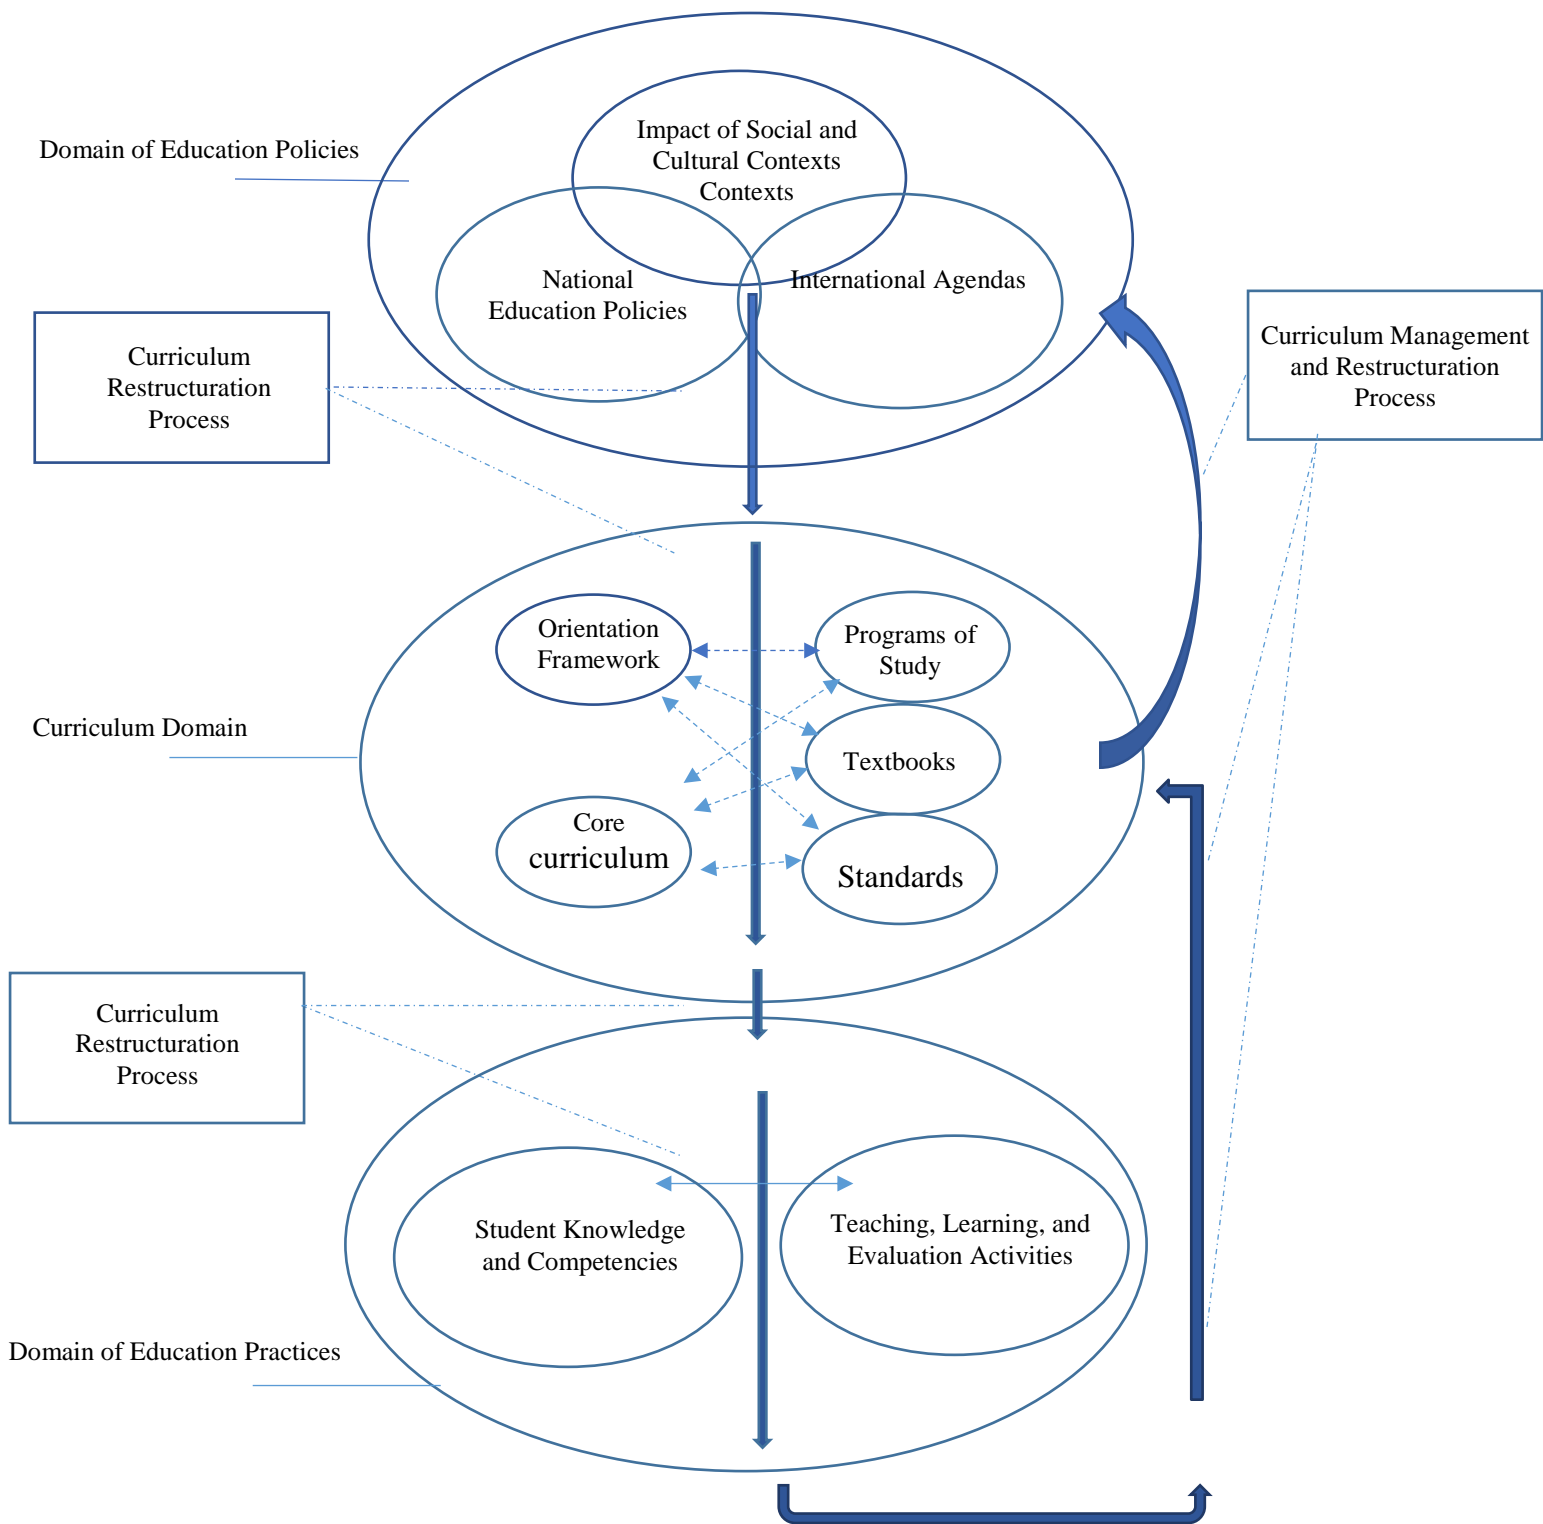 Impact of Social and
Cultural Contexts
Contexts
Domain of Education Policies
National
Education Policies
International Agendas
Curriculum
Restructuration
Process
Curriculum Management
and Restructuration
Process
Orientation
Framework
Programs of
Study
Curriculum Domain
Textbooks
Core
curriculum
Standards
Curriculum
Restructuration
Process
Student Knowledge
and Competencies
Teaching, Learning, and
Evaluation Activities
Domain of Education Practices